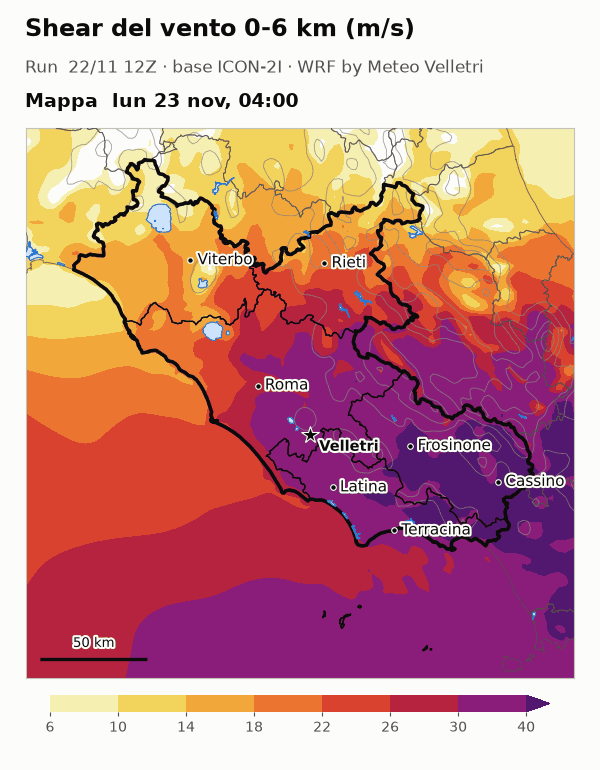 Shear del vento 0-6 km (m/s)
Run  22/11 12Z · base ICON-2I · WRF by Meteo Velletri
Mappa  lun 23 nov, 04:00
Viterbo
Rieti
Roma
Velletri
Frosinone
Latina
Cassino
Terracina
50 km
6 10 14 18 22 26 30 40